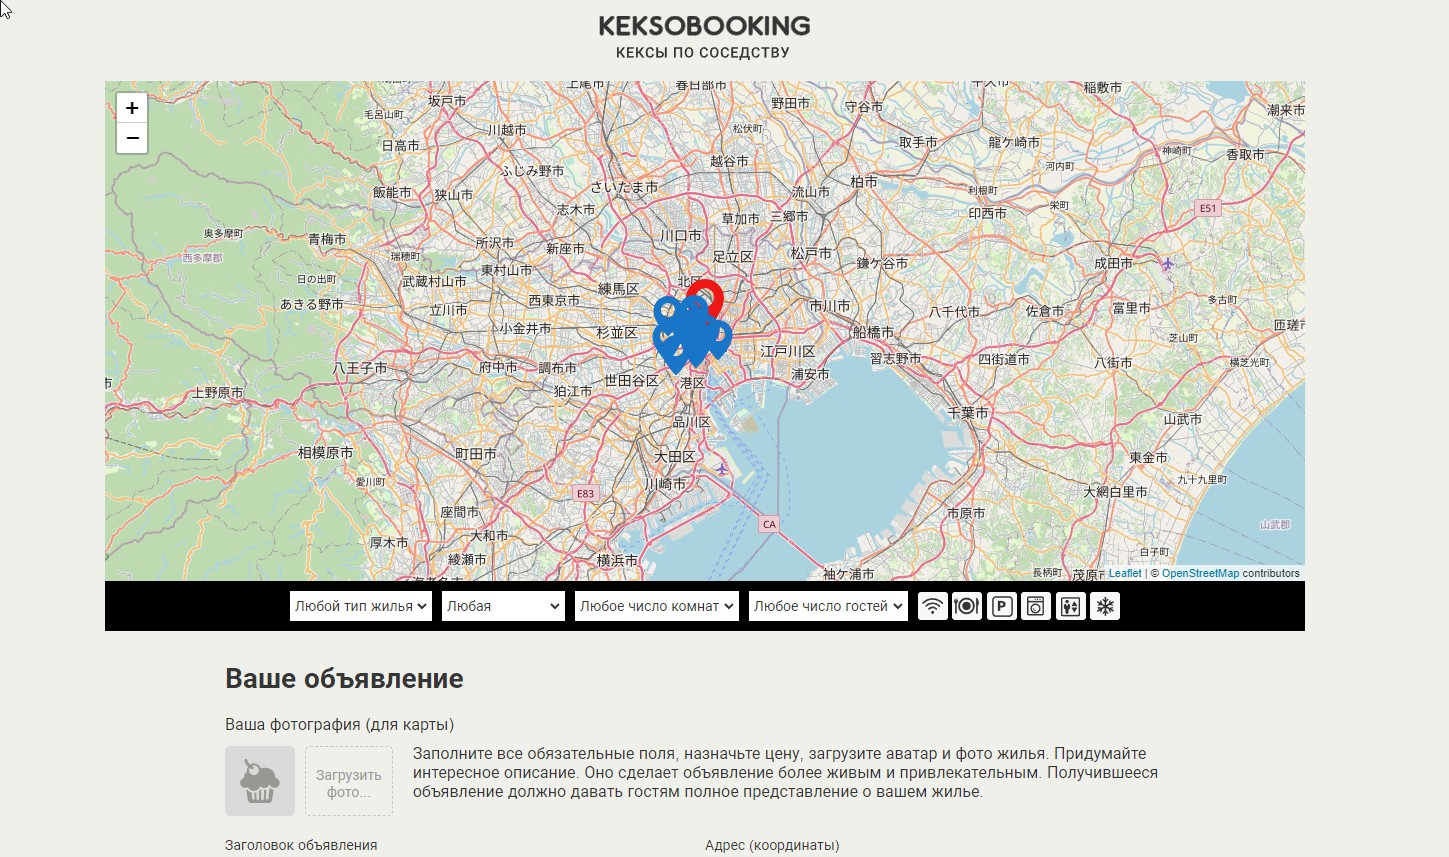 KEKSOBOOKING
КЕКСЫ ПО СОСЕДСТВУ
+
−
坂戸市
毛呂山町
春日部市
野田市
守谷市
稲敷市
潮来市
川越市
松伏町
日高市
取手市
龍ケ崎市
神崎町
香取市
越谷市
河内町
ふじみ野市
飯能市
狭山市
さいたま市
流山市
柏市
利根町
栄町
E51
志木市
草加市
三郷市
印西市
奥多摩町
青梅市
所沢市
新座市
川口市
西多摩郡
瑞穂町
足立区
松戸市
鎌ケ谷市
成田市
日の出町
武蔵村山市
東村山市
練馬区
北区
あきる野市
立川市
西東京市
市川市
八千代市
佐倉市
富里市
多古町
小金井市
杉並区
船橋市
匝瑳市
芝山町
八王子市
府中市
調布市
江戸川区
習志野市
四街道市
八街市
横芝光町
上野原市
狛江市
世田谷区
港区
浦安市
品川区
千葉市
山武市
相模原市
町田市
大田区
東金市
愛川町
川崎市
九十九里町
E83
大網白里市
座間市
市原市
CA
山武郡
厚木市
大和市
綾瀬市
横浜市
白子町
海老名市
袖ケ浦市
長柄町
茂原市
Leaflet | © OpenStreetMap contributors
Любой тип жилья Любая Любое число комнат Любое число гостей P
Ваше объявление
Ваша фотография (для карты)
Загрузить
фото...
Заполните все обязательные поля, назначьте цену, загрузите аватар и фото жилья. Придумайте
интересное описание. Оно сделает объявление более живым и привлекательным. Получившееся
объявление должно давать гостям полное представление о вашем жилье.
Заголовок объявления Адрес (координаты)